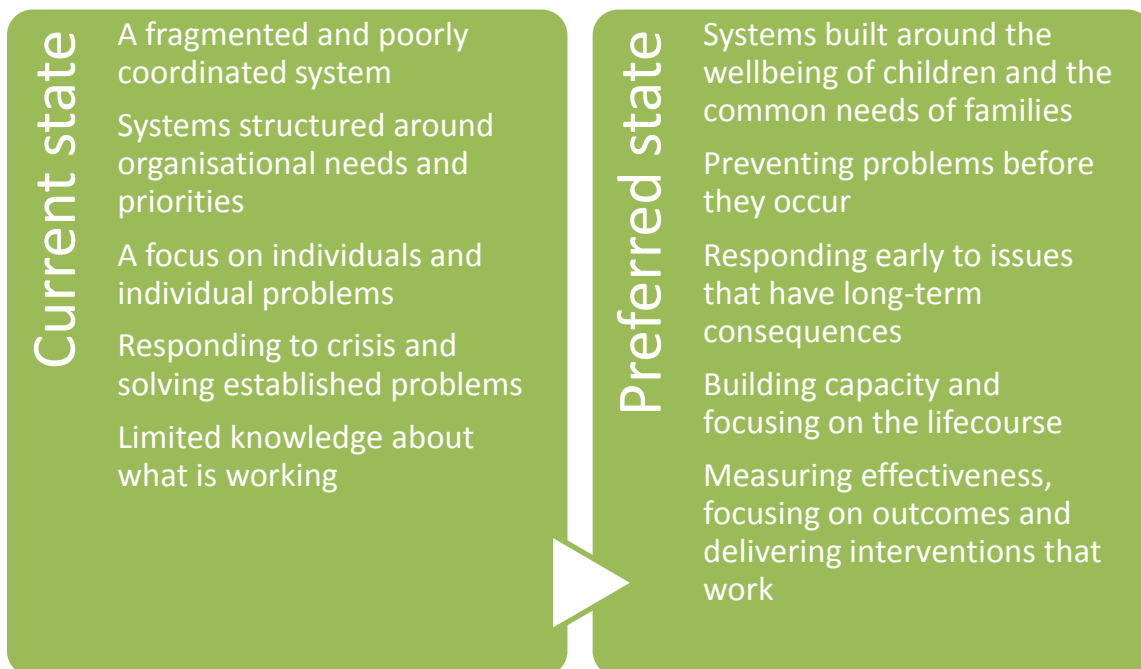 Current state
A fragmented and poorly
coordinated system
Systems structured around
organisational needs and
priorities
A focus on individuals and
individual problems
Responding to crisis and
solving established problems
Limited knowledge about
what is working
Preferred state
Systems built around the
wellbeing of children and the
common needs of families
Preventing problems before
they occur
Responding early to issues
that have long-term
consequences
Building capacity and
focusing on the lifecourse
Measuring effectiveness,
focusing on outcomes and
delivering interventions that
work